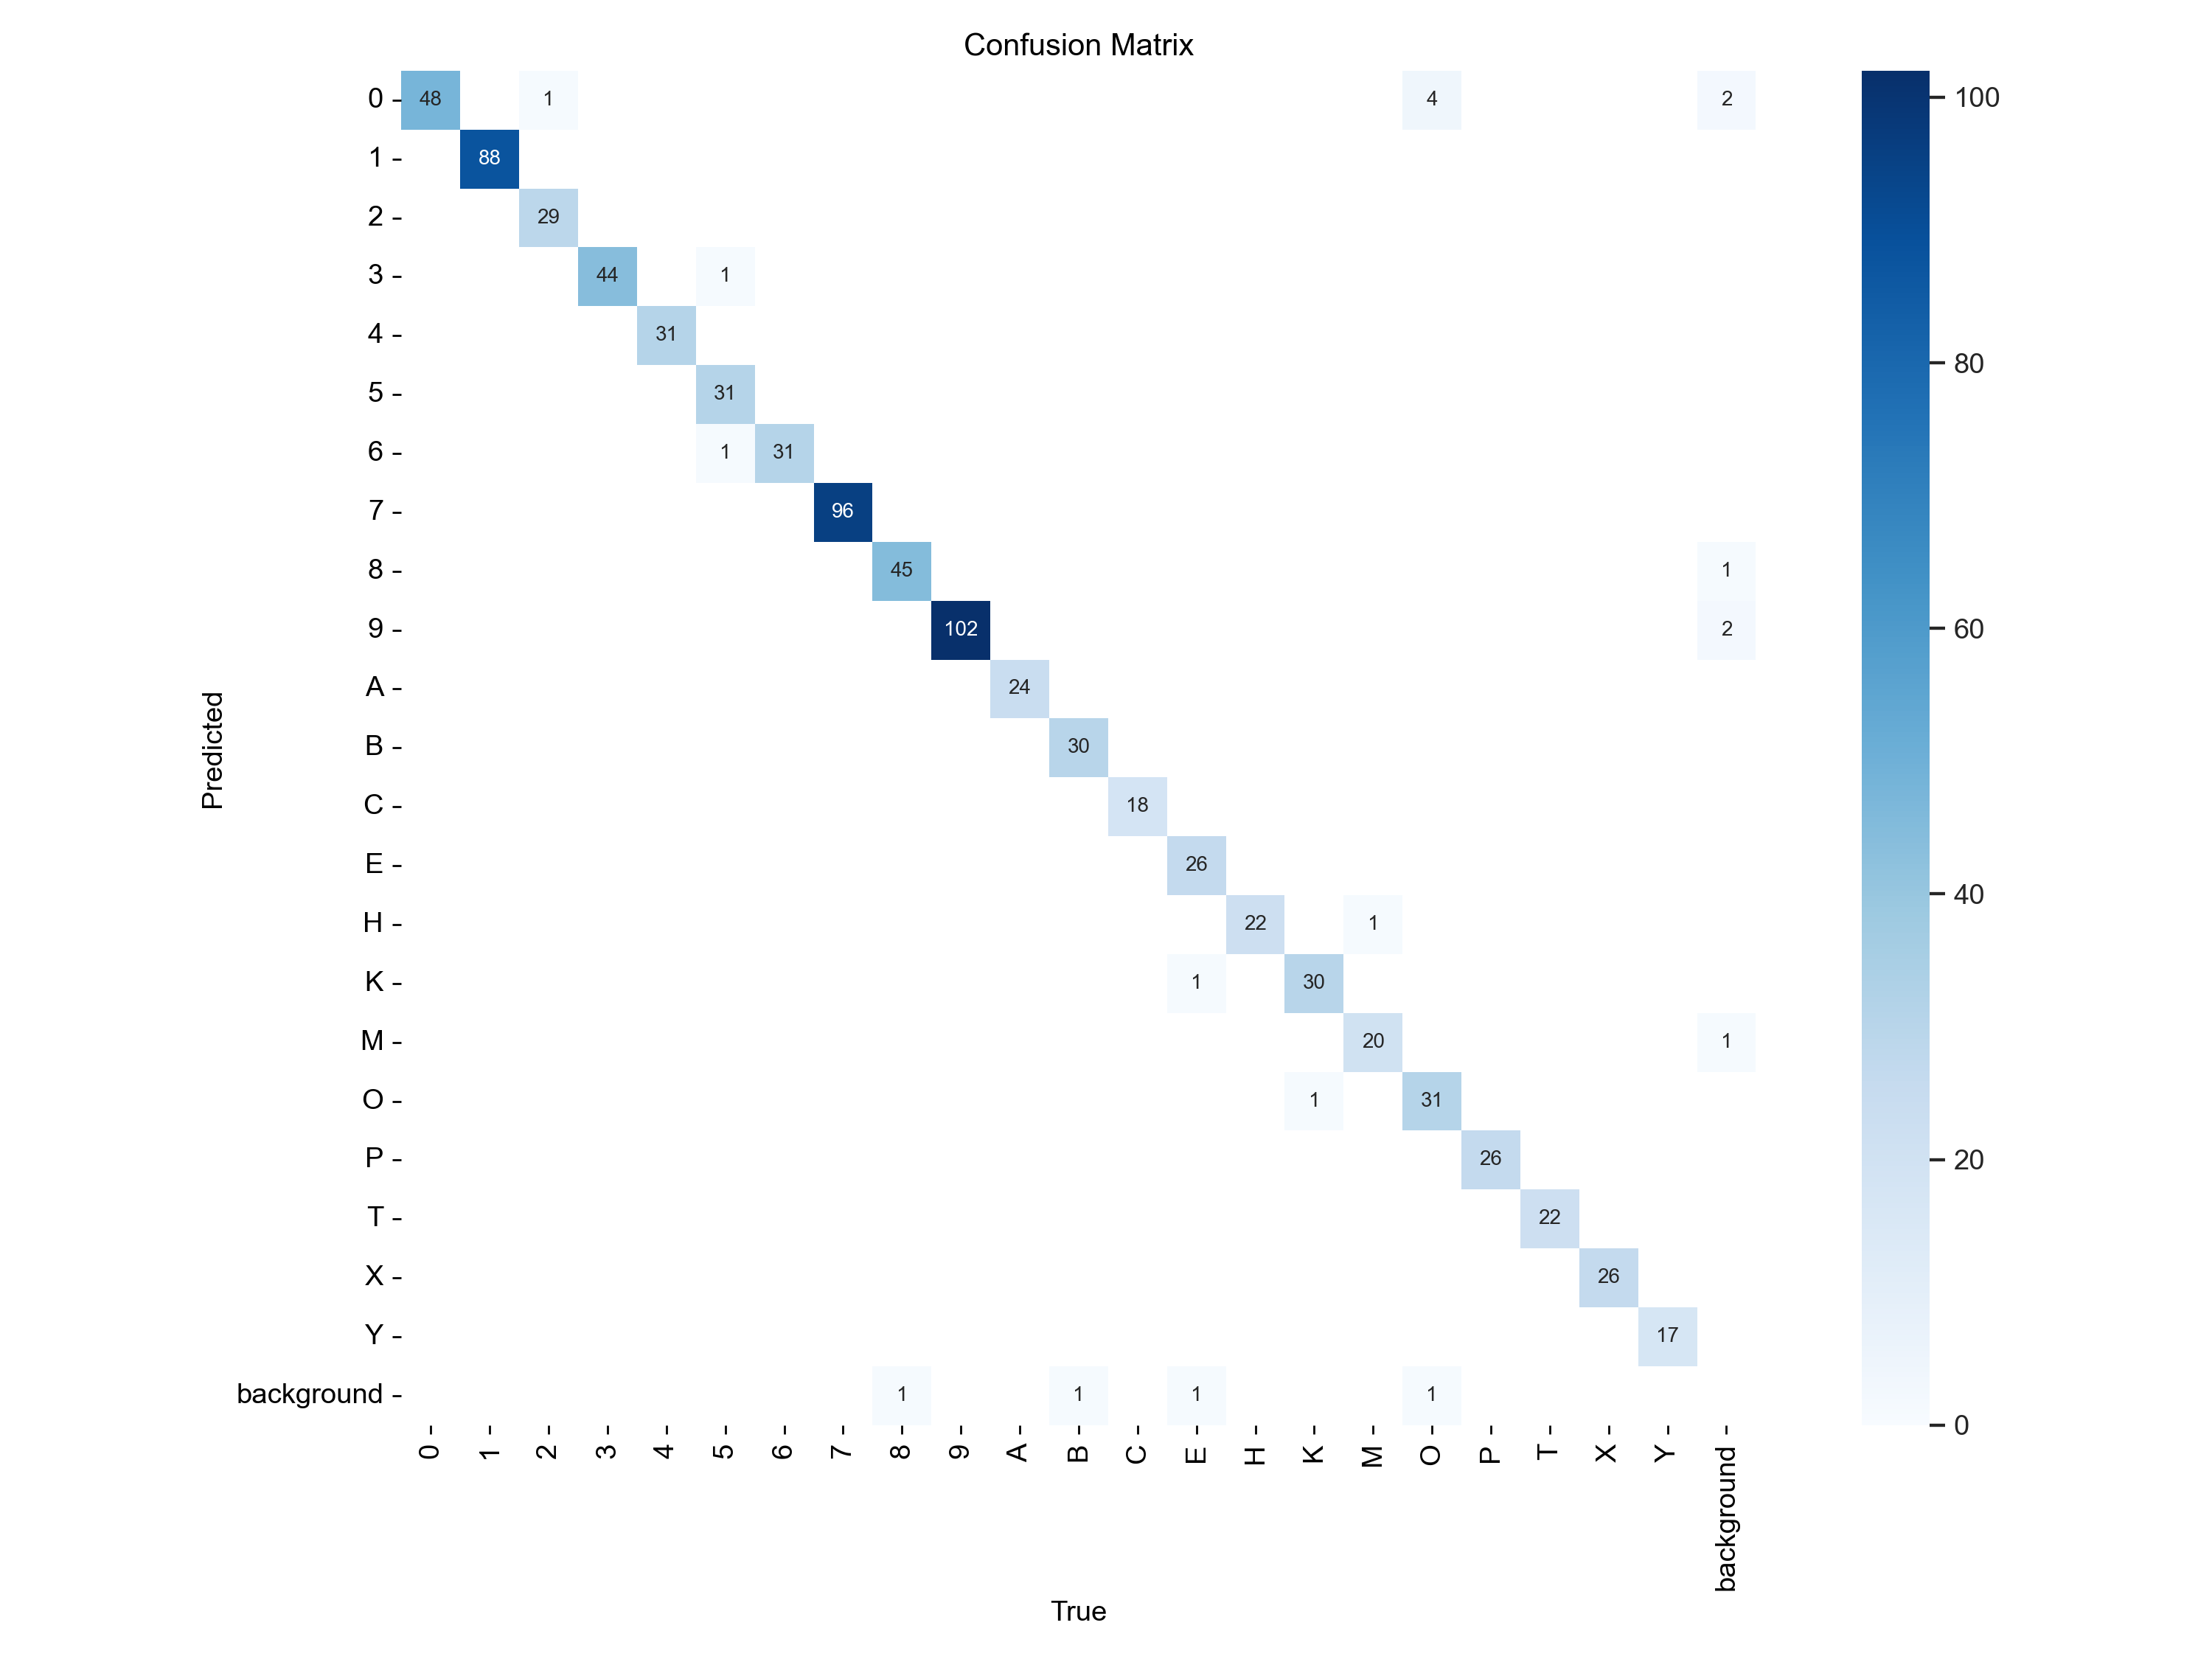 Confusion Matrix
0 48 1 4 2
1 88
2 29
3 44 1
4 31
5 31
6 1 31
7 96
8 45 1
9 102 2
A 24
B 30
C 18
E 26
H 22 1
K 1 30
M 20 1
O 1 31
P 26
T 22
X 26
Y 17
background 1 1 1 1
0 1 2 3 4 5 6 7 8 9 A B C E H K M O P T X Y background
True
Predicted
100
80
60
40
20
0